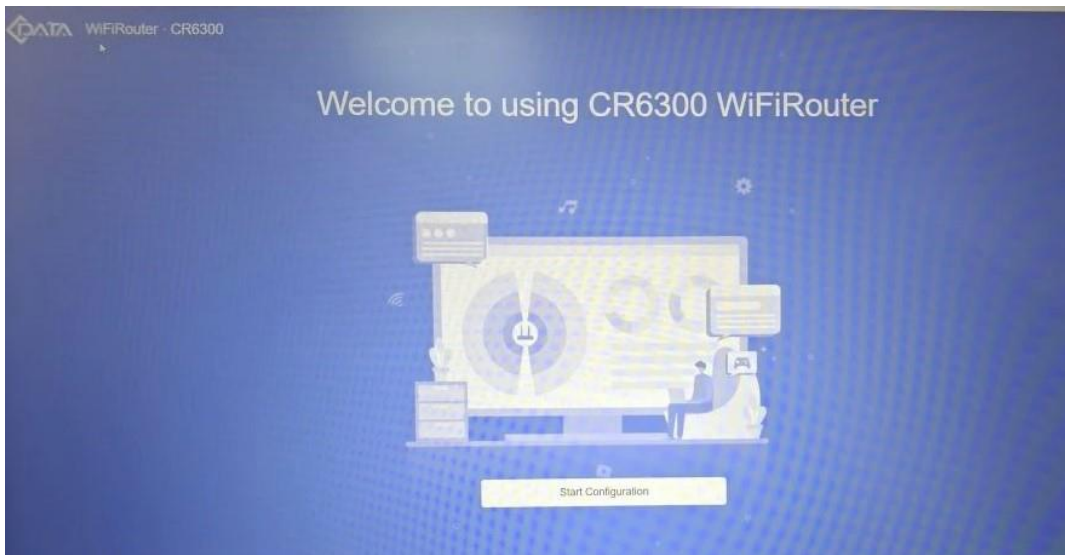 CDATA WiFiRouter - CR6300
Welcome to using CR6300 WiFiRouter
Start Configuration